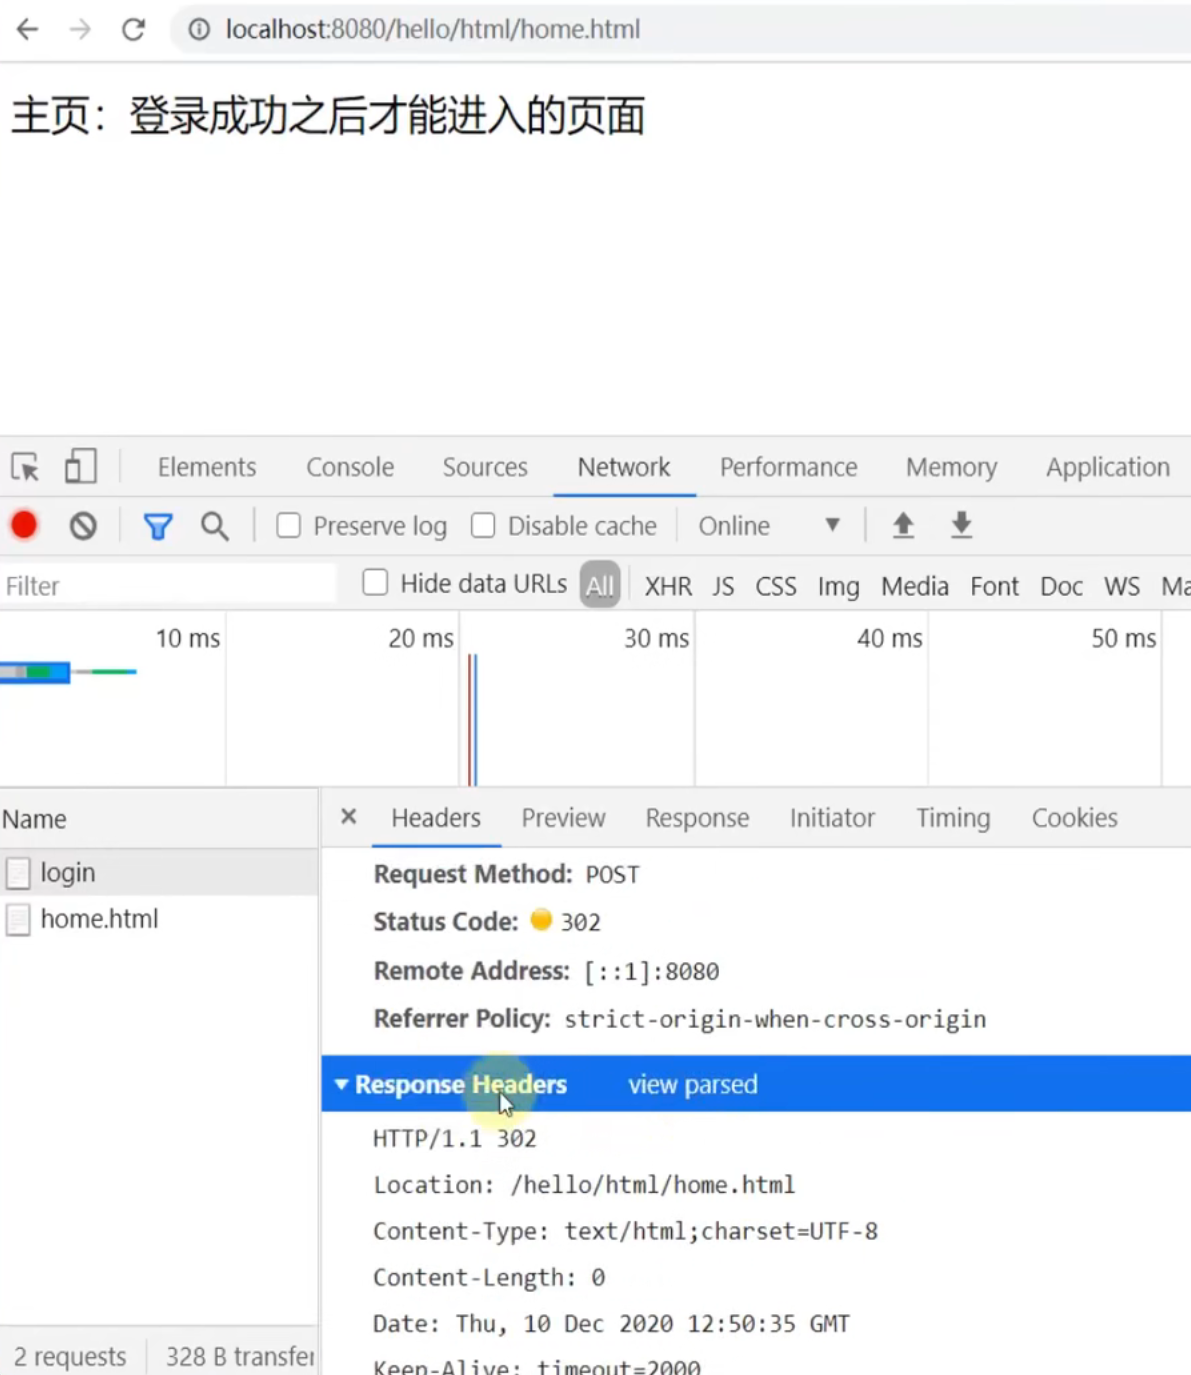 localhost:8080/hello/html/home.html
主页：登录成功之后才能进入的页面
Elements Console Sources Network Performance Memory Application
Preserve log Disable cache Online
Filter Hide data URLs All XHR JS CSS Img Media Font Doc WS Ma
10 ms 20 ms 30 ms 40 ms 50 ms
Name × Headers Preview Response Initiator Timing Cookies
login
home.html
Request Method: POST
Status Code: 302
Remote Address: [::1]:8080
Referrer Policy: strict-origin-when-cross-origin
Response Headers view parsed
HTTP/1.1 302
Location: /hello/html/home.html
Content-Type: text/html;charset=UTF-8
Content-Length: 0
Date: Thu, 10 Dec 2020 12:50:35 GMT
Keep-Alive: timeout=2000
2 requests 328 B transfer